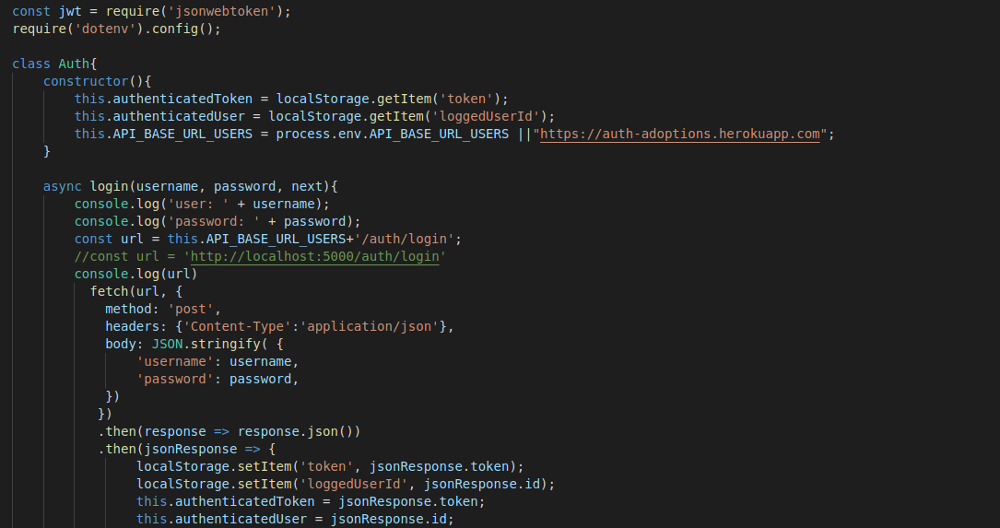 const jwt = require('jsonwebtoken');
require('dotenv').config();

class Auth{
    constructor(){
        this.authenticatedToken = localStorage.getItem('token');
        this.authenticatedUser = localStorage.getItem('loggedUserId');
        this.API_BASE_URL_USERS = process.env.API_BASE_URL_USERS ||"https://auth-adoptions.herokuapp.com";
    }

    async login(username, password, next){
        console.log('user: ' + username);
        console.log('password: ' + password);
        const url = this.API_BASE_URL_USERS+'/auth/login';
        //const url = 'http://localhost:5000/auth/login'
        console.log(url)
          fetch(url, {
            method: 'post',
            headers: {'Content-Type':'application/json'},
            body: JSON.stringify( {
                'username': username,
                'password': password,
            })
           })
           .then(response => response.json())
           .then(jsonResponse => {
                localStorage.setItem('token', jsonResponse.token);
                localStorage.setItem('loggedUserId', jsonResponse.id);
                this.authenticatedToken = jsonResponse.token;
                this.authenticatedUser = jsonResponse.id;